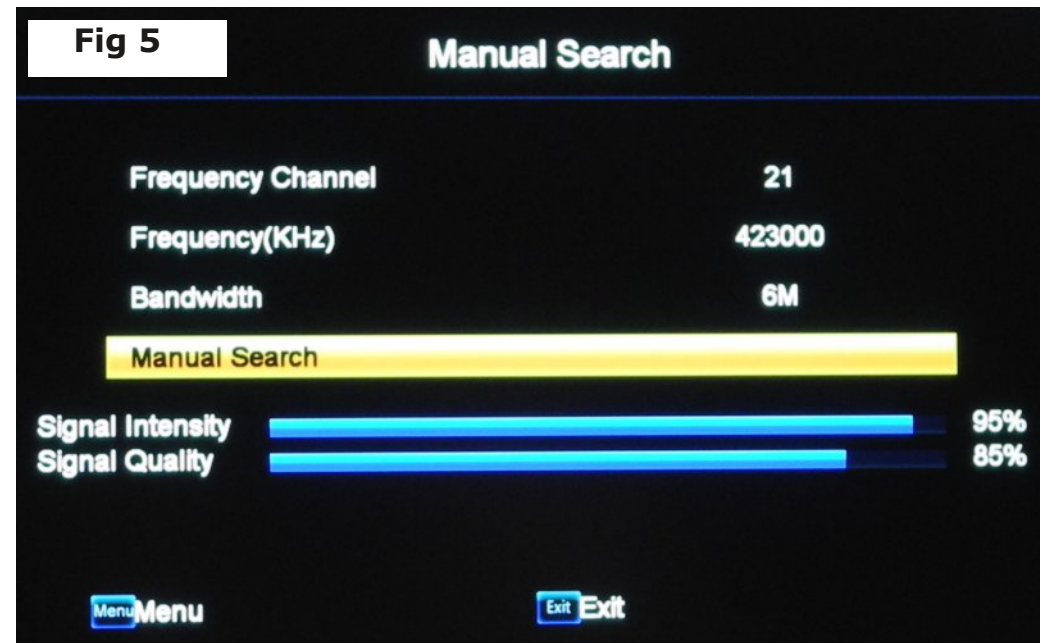 Fig 5
Manual Search
Frequency Channel 21
Frequency(KHz) 423000
Bandwidth 6M
Manual Search
Signal Intensity 95%
Signal Quality 85%
Menu Menu Exit Exit